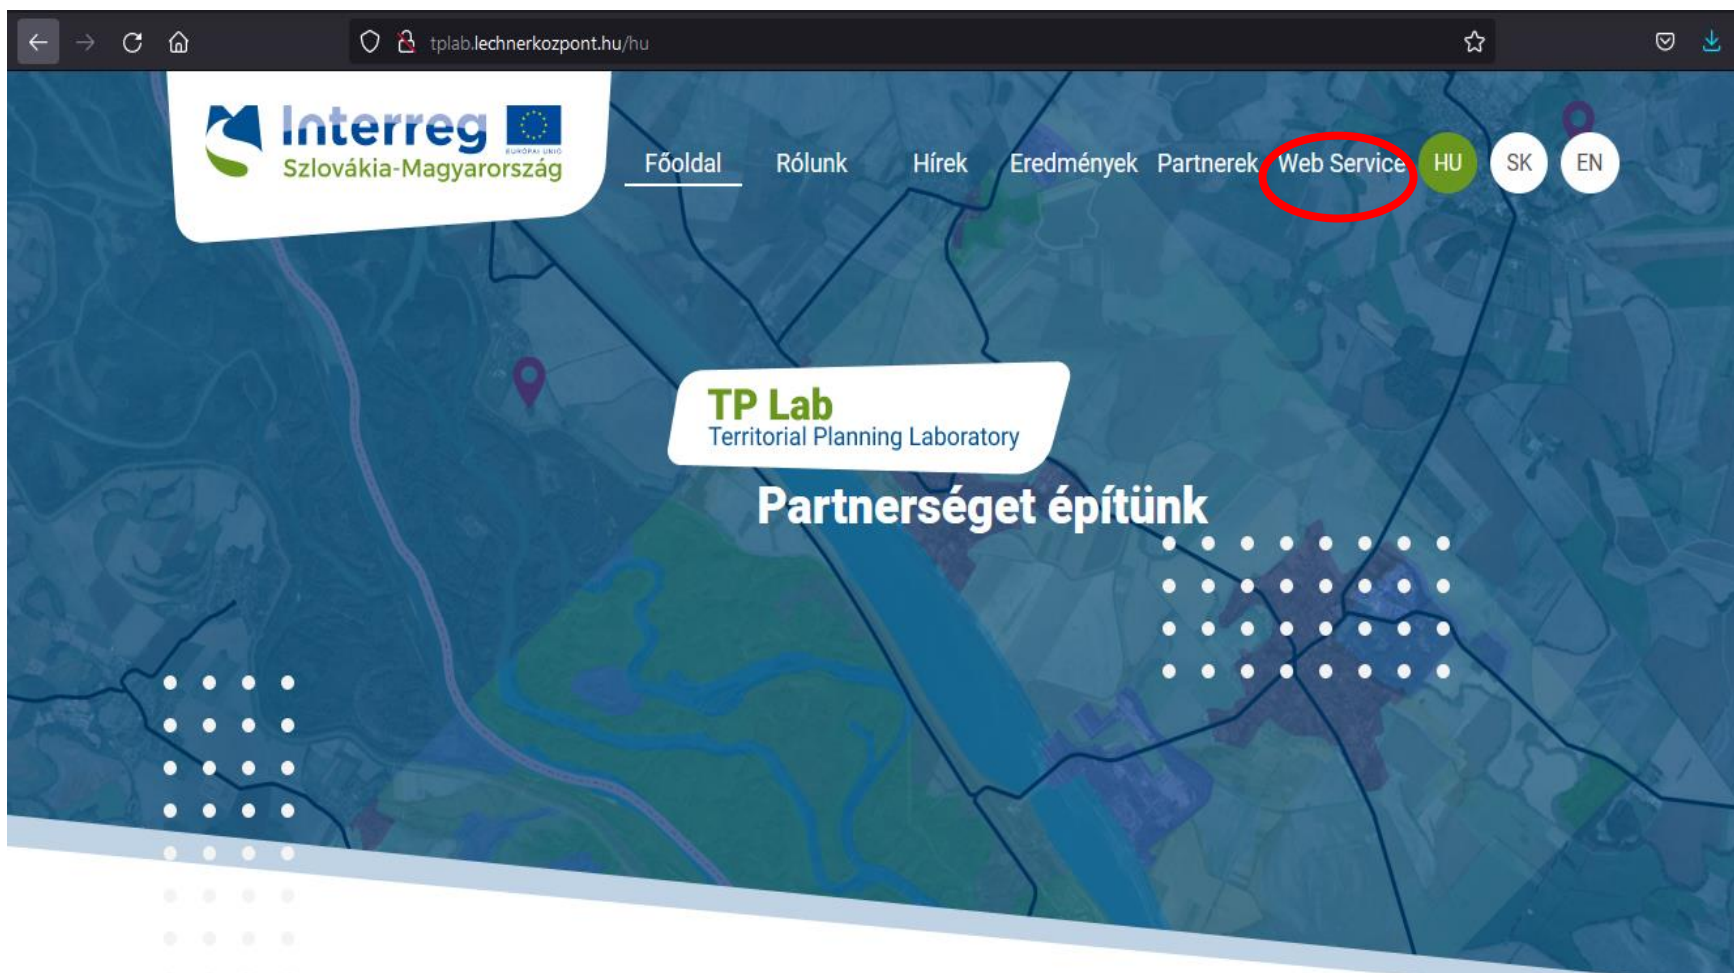 tplab.lechnerkozpont.hu/hu
Interreg
EURÓPAI UNIÓ
Szlovákia-Magyarország
Főoldal Rólunk Hírek Eredmények Partnerek Web Service HU SK EN
TP Lab
Territorial Planning Laboratory
Partnerséget építünk